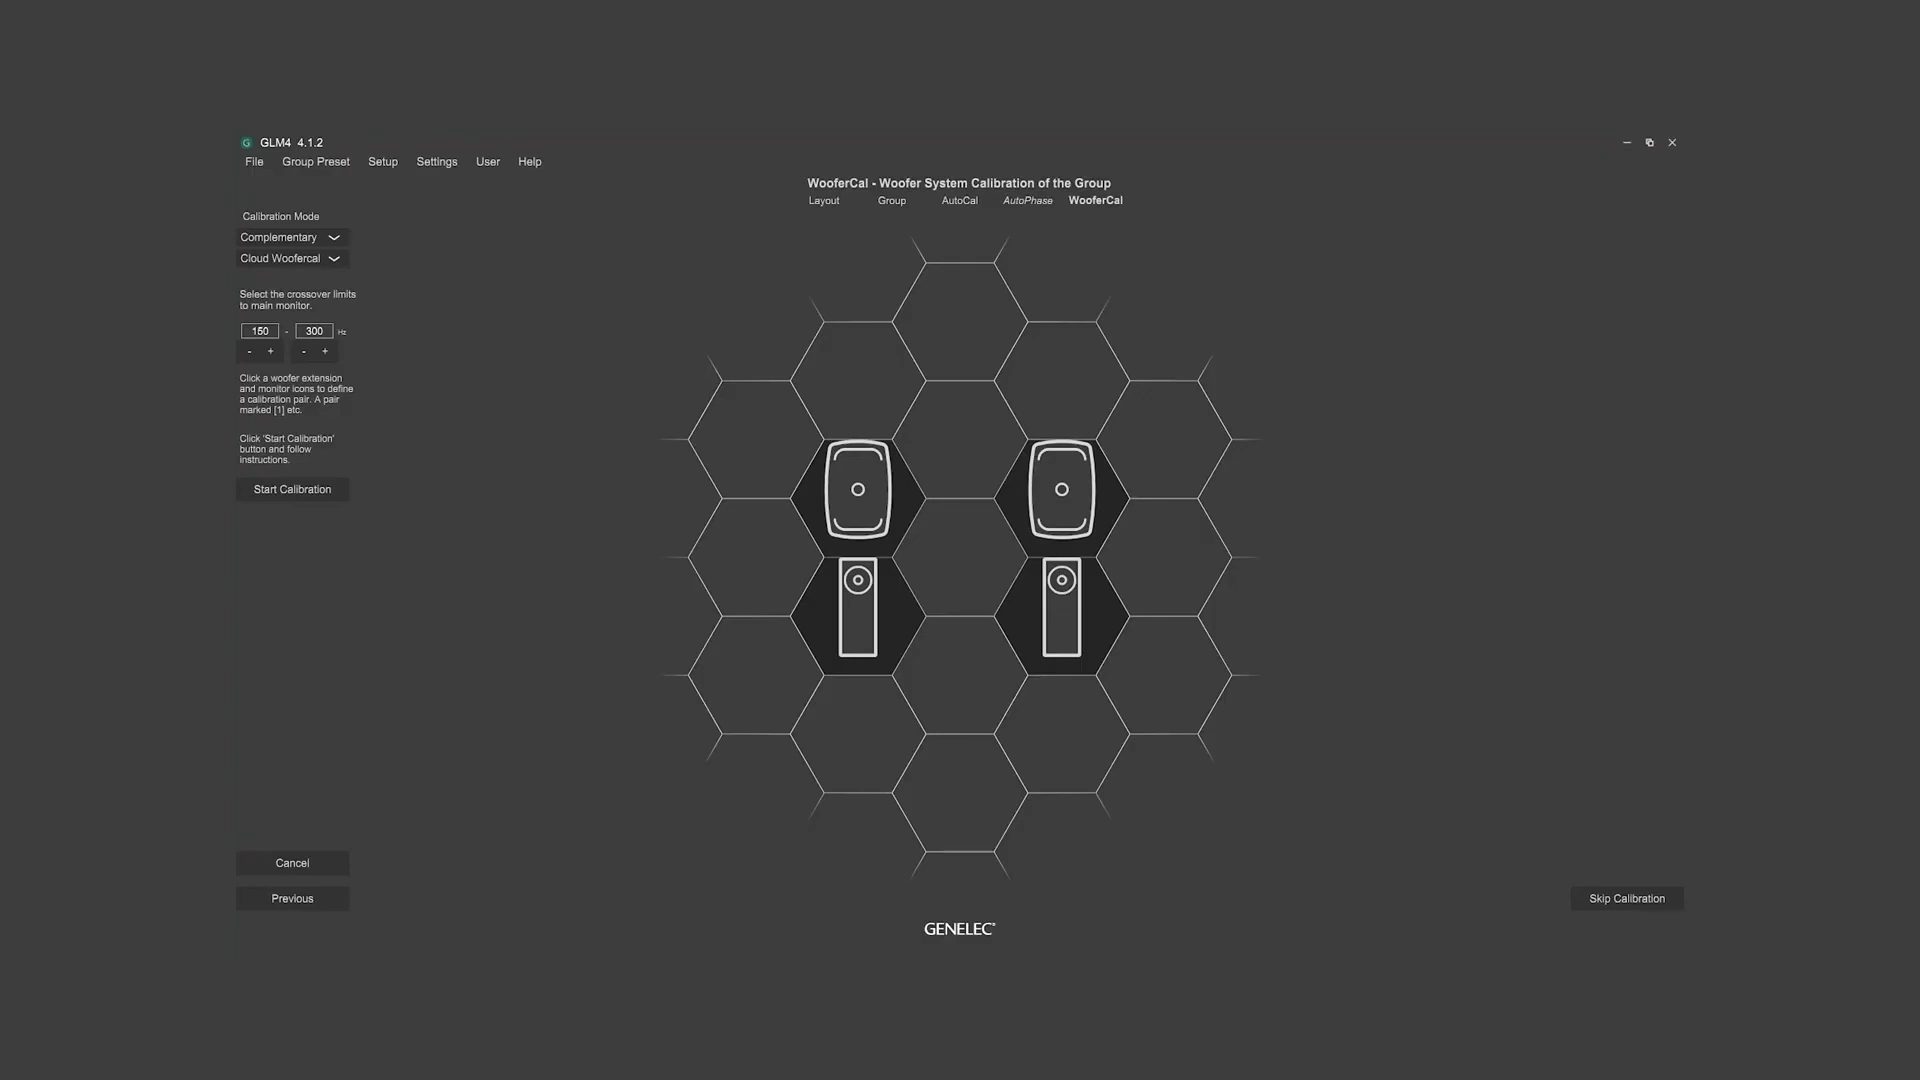 G GLM4 4.1.2
File Group Preset Setup Settings User Help
WooferCal - Woofer System Calibration of the Group
Layout Group AutoCal AutoPhase WooferCal
Calibration Mode
Complementary
Cloud Woofercal
Select the crossover limits
to main monitor.
150 - 300 Hz
- + - +
Click a woofer extension
and monitor icons to define
a calibration pair. A pair
marked [1] etc.
Click 'Start Calibration'
button and follow
instructions.
Start Calibration
Cancel
Previous
Skip Calibration
GENELEC®